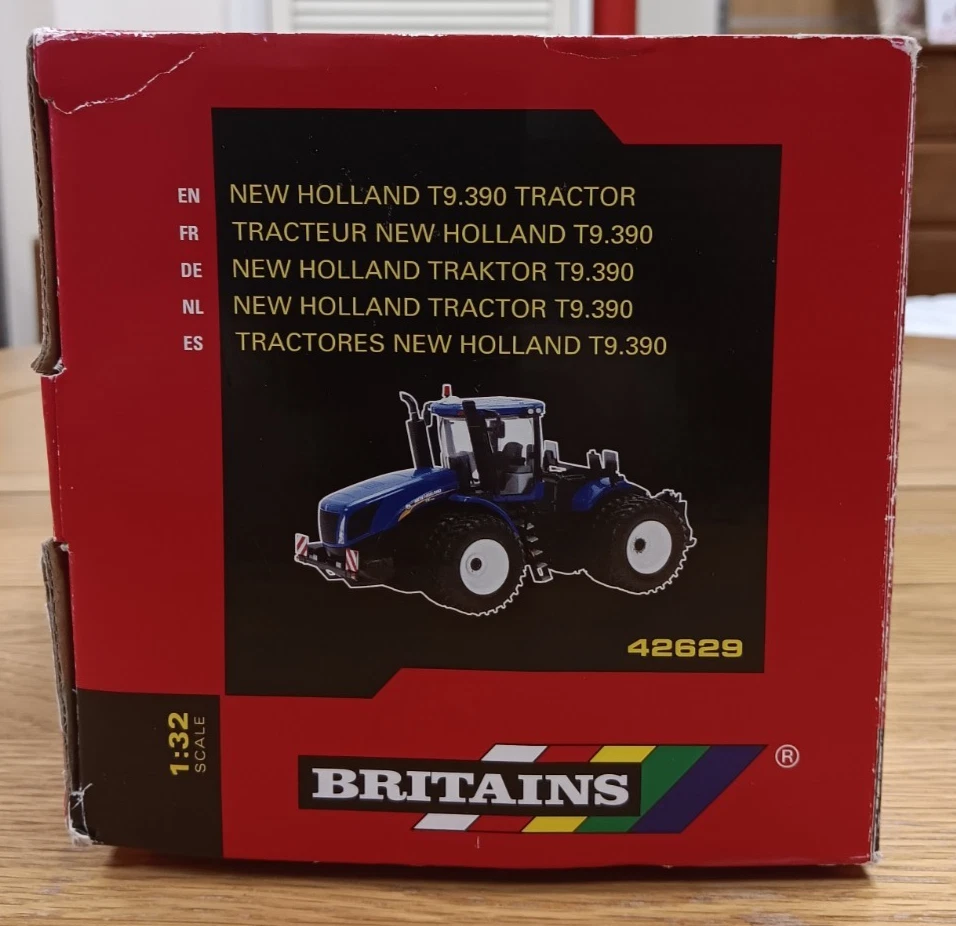 EN NEW HOLLAND T9.390 TRACTOR
FR TRACTEUR NEW HOLLAND T9.390
DE NEW HOLLAND TRAKTOR T9.390
NL NEW HOLLAND TRACTOR T9.390
ES TRACTORES NEW HOLLAND T9.390
42629
1:32
SCALE
BRITAINS ®